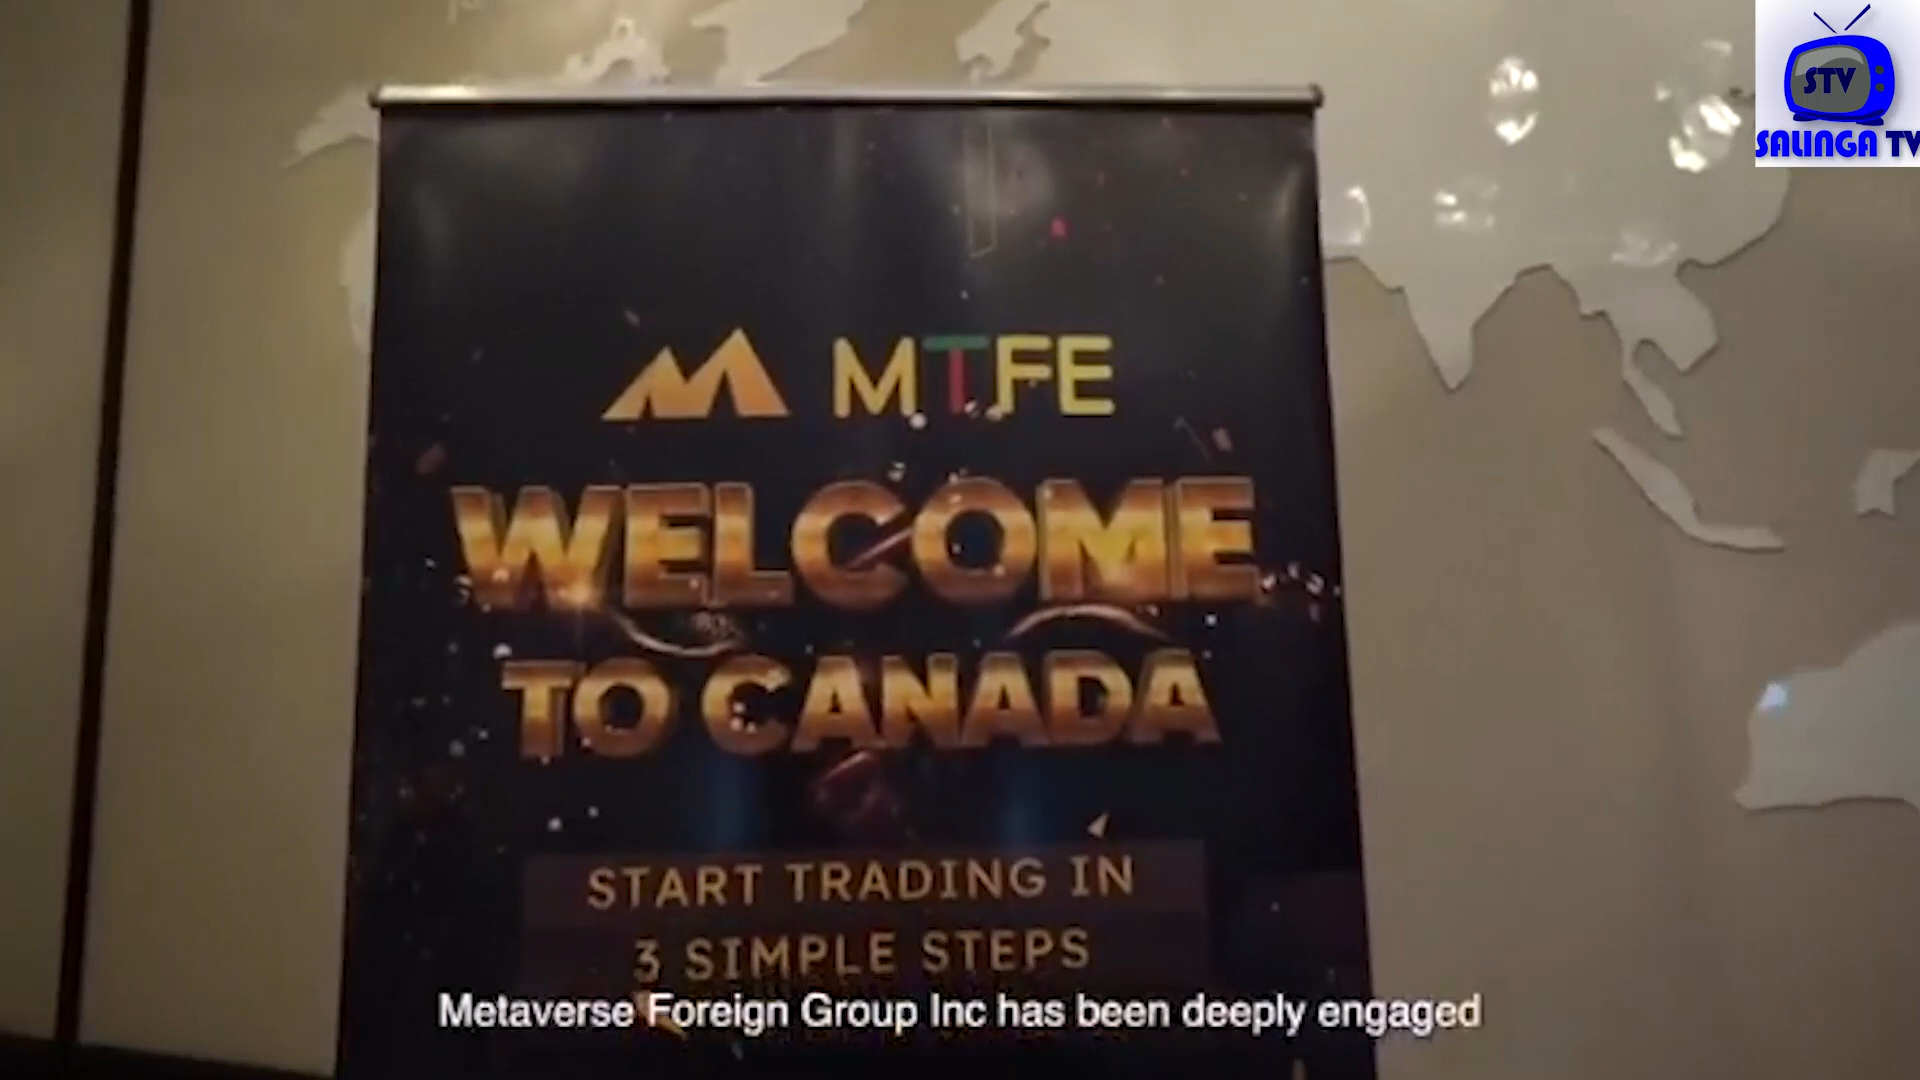 STV
SALINGA TV
MTFE
WELCOME
TO CANADA
START TRADING IN
3 SIMPLE STEPS
Metaverse Foreign Group Inc has been deeply engaged